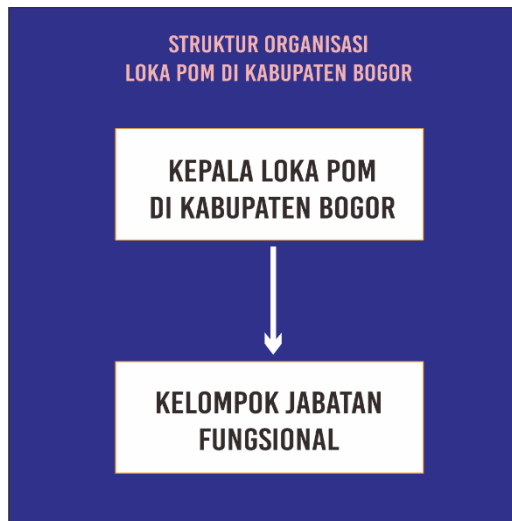 STRUKTUR ORGANISASI
LOKA POM DI KABUPATEN BOGOR
KEPALA LOKA POM
DI KABUPATEN BOGOR
KELOMPOK JABATAN
FUNGSIONAL